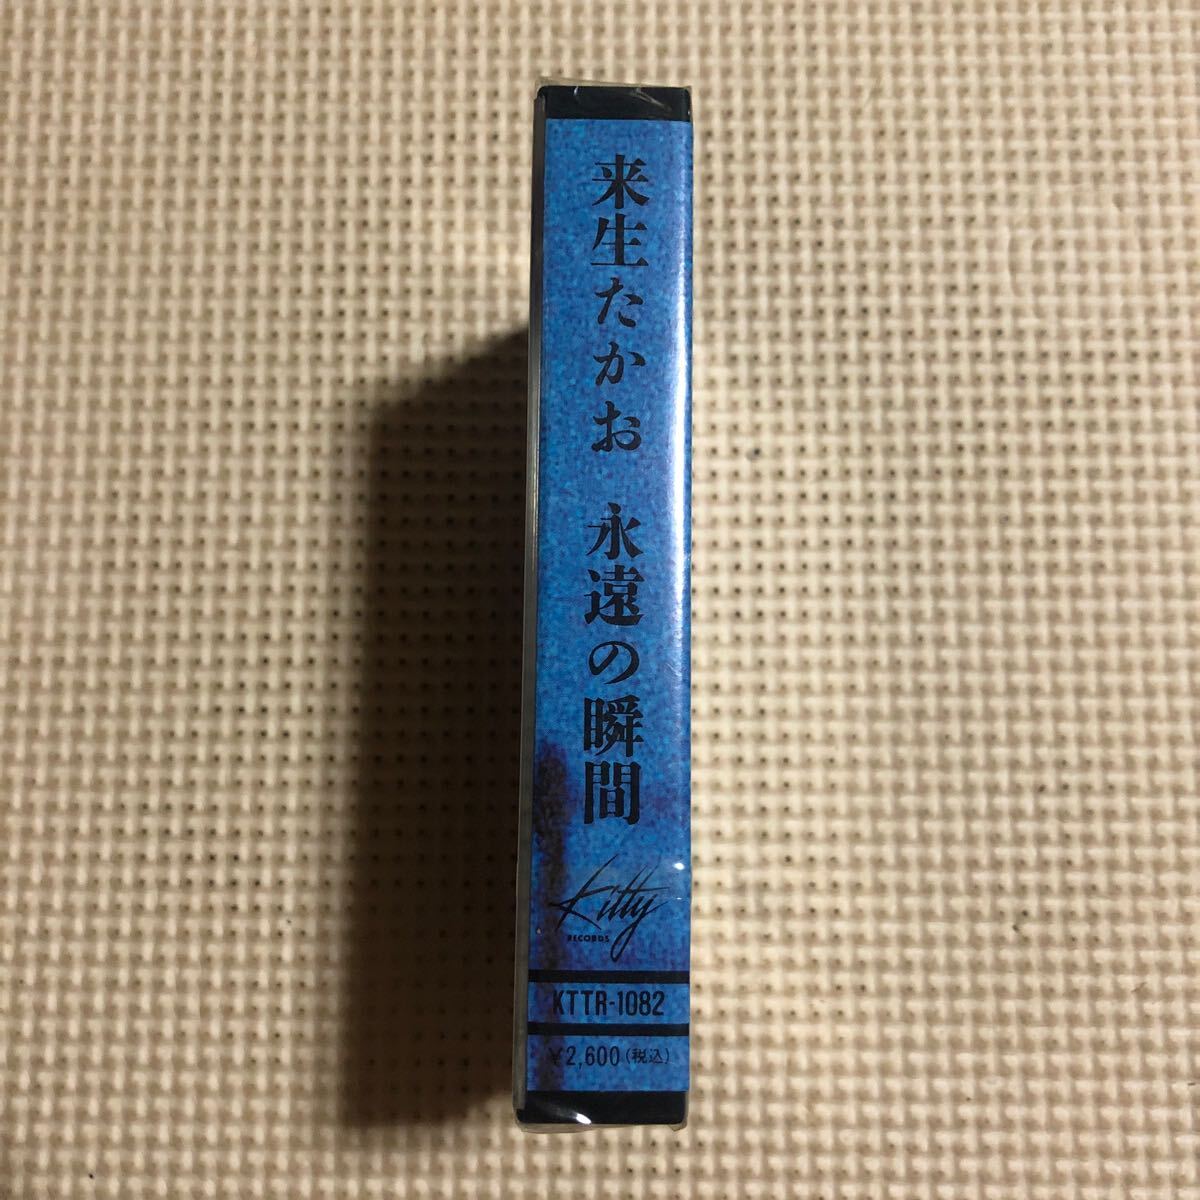 来生たかお 永遠の瞬間
Kitty
RECORDS
KTTR-1082
¥2,600(税込)